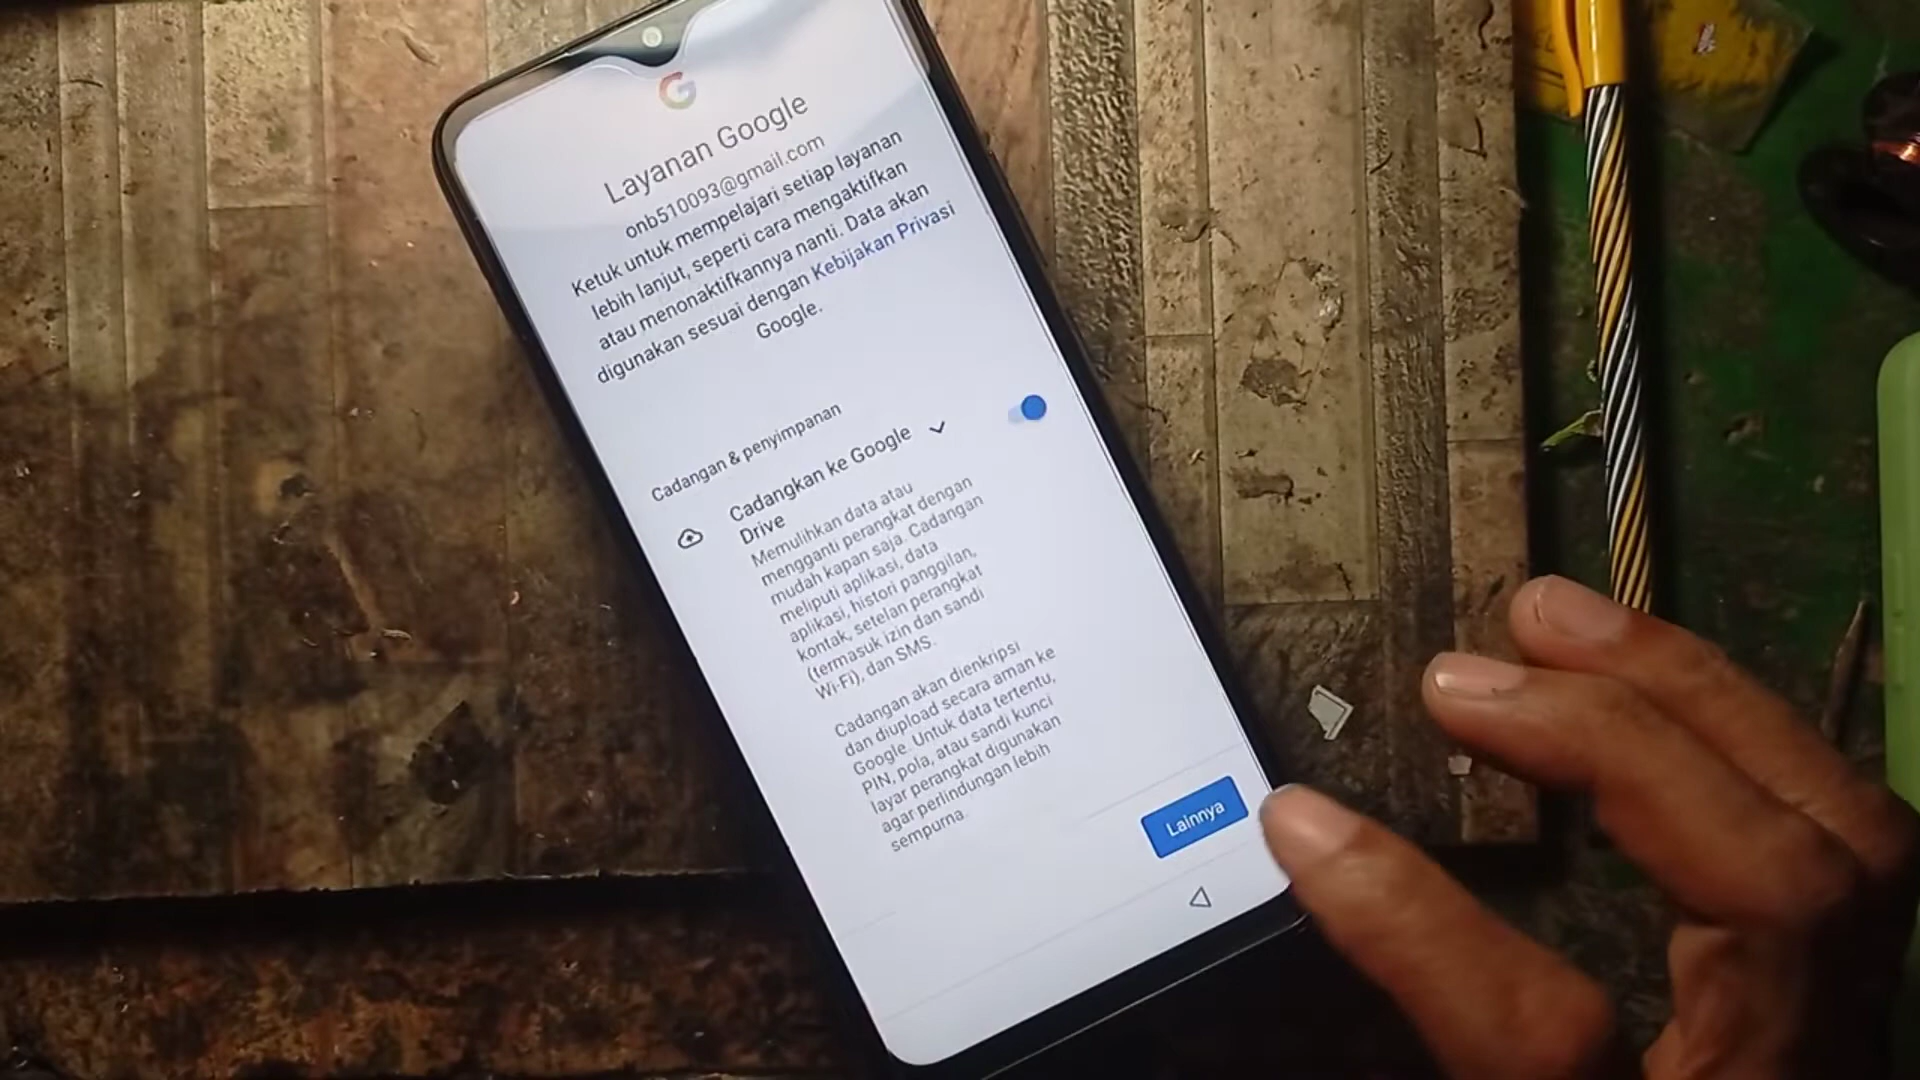 Layanan Google
onb510093@gmail.com
Ketuk untuk mempelajari setiap layanan
lebih lanjut, seperti cara mengaktifkan
atau menonaktifkannya nanti. Data akan
digunakan sesuai dengan Kebijakan Privasi
Google.
Cadangan & penyimpanan
Cadangkan ke Google
Drive
Memulihkan data atau
mengganti perangkat dengan
mudah kapan saja. Cadangan
meliputi aplikasi, data
aplikasi, histori panggilan,
kontak, setelan perangkat
(termasuk izin dan sandi
Wi-Fi), dan SMS.
Cadangan akan dienkripsi
dan diupload secara aman ke
Google. Untuk data tertentu,
PIN, pola, atau sandi kunci
layar perangkat digunakan
agar perlindungan lebih
sempurna.
Lainnya